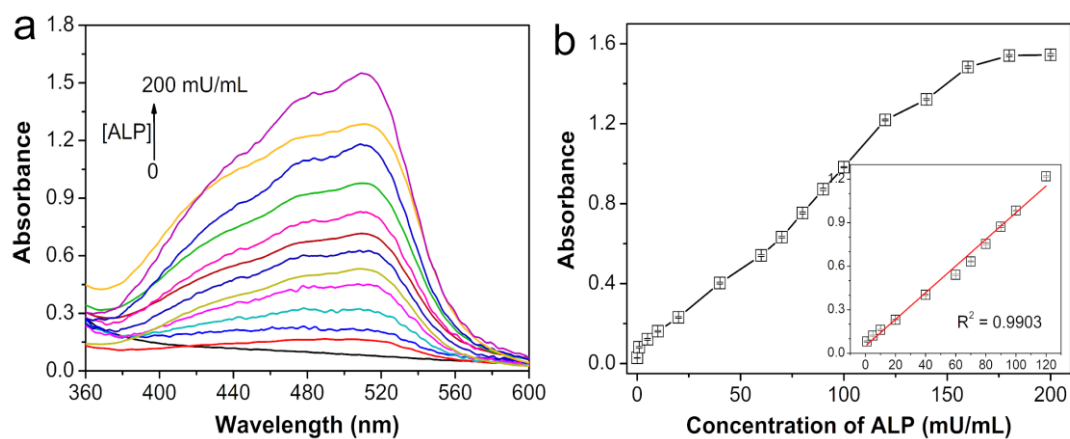 a
1.8
1.5
1.2
0.9
0.6
0.3
0.0
Absorbance
200 mU/mL
[ALP]
0
360 400 440 480 520 560 600
Wavelength (nm)
b
1.6
1.2
0.8
0.4
0.0
Absorbance
1.2
0.9
0.6
0.3
0.0
R² = 0.9903
0 20 40 60 80 100 120
0 50 100 150 200
Concentration of ALP (mU/mL)